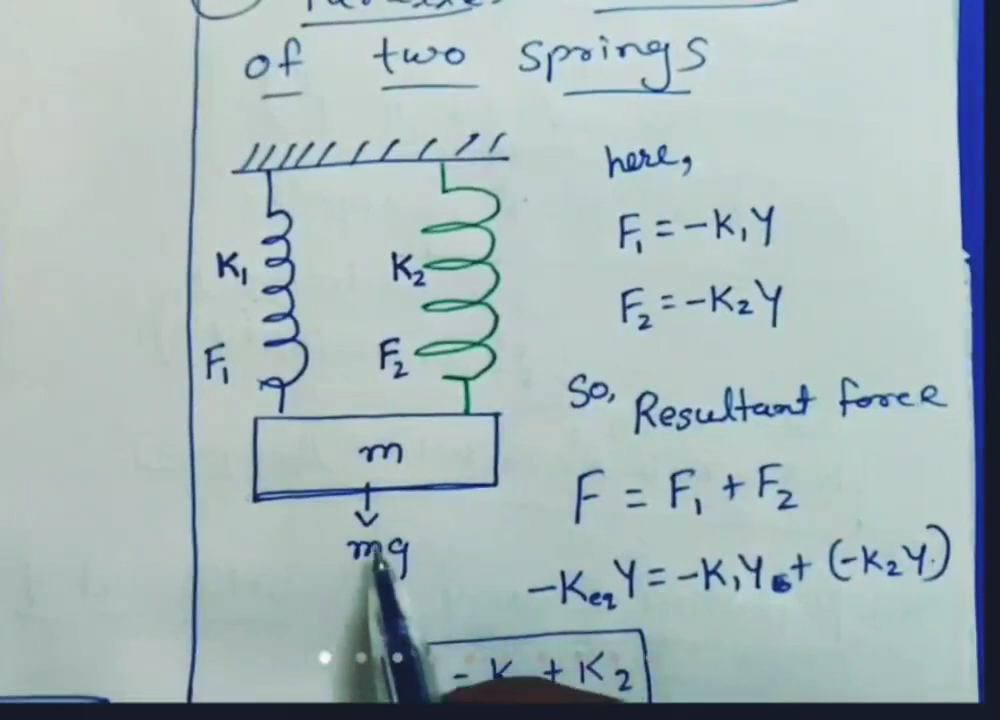 of two springs
here,
K₁
K₂
F₁ = -K₁Y
F₂ = -K₂Y
F₁
F₂
So, Resultant force
m
F = F₁ + F₂
mg
-Keq Y = -K₁Y + (-K₂Y)
K + K₂